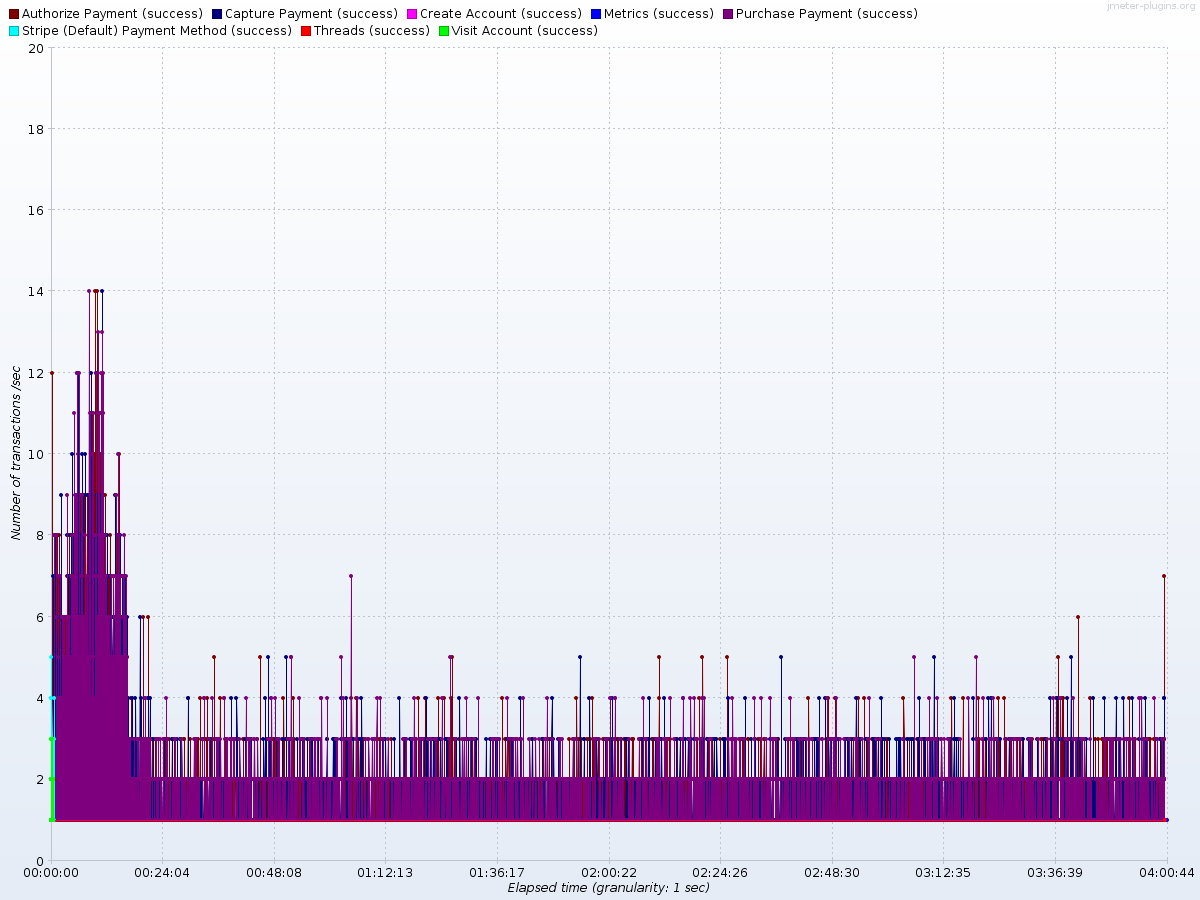 Authorize Payment (success) Capture Payment (success) Create Account (success) Metrics (success) Purchase Payment (success)
jmeter-plugins.org
Stripe (Default) Payment Method (success) Threads (success) Visit Account (success)
20
18
16
14
12
10
8
6
4
2
0
Number of transactions /sec
00:00:00 00:24:04 00:48:08 01:12:13 01:36:17 02:00:22 02:24:26 02:48:30 03:12:35 03:36:39 04:00:44
Elapsed time (granularity: 1 sec)